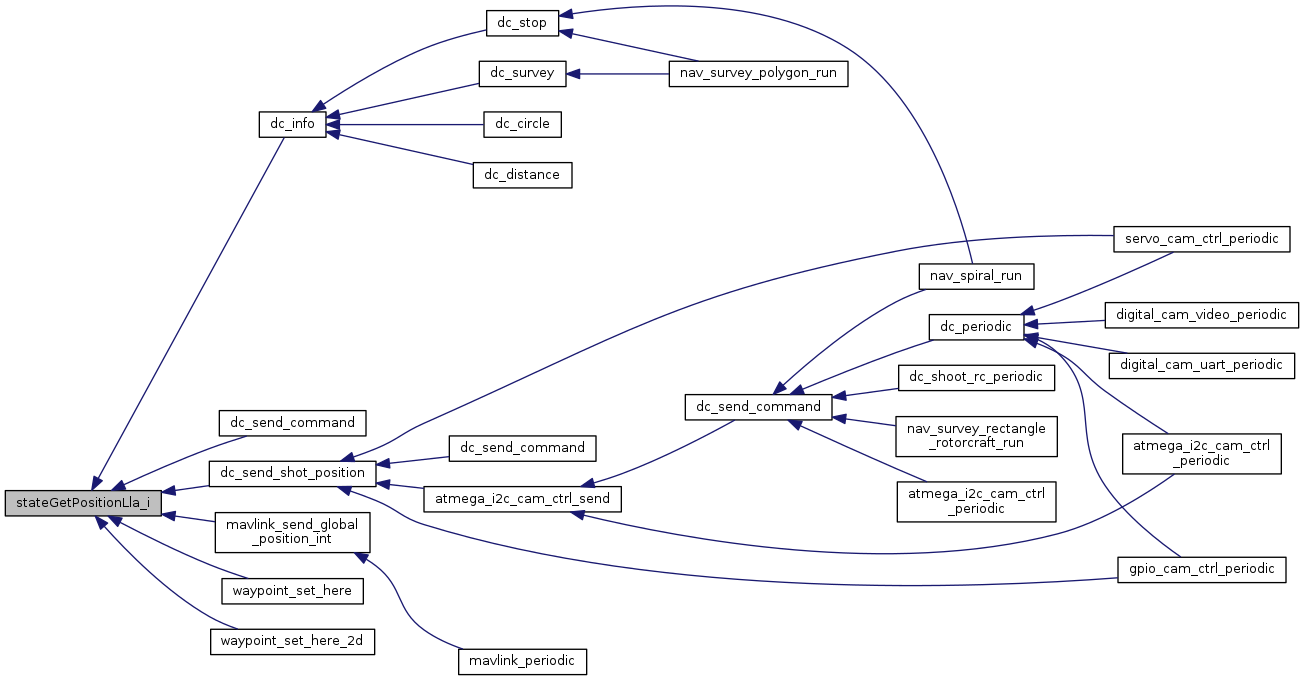 dc_stop
dc_survey
nav_survey_polygon_run
dc_info
dc_circle
dc_distance
servo_cam_ctrl_periodic
nav_spiral_run
digital_cam_video_periodic
dc_periodic
digital_cam_uart_periodic
dc_shoot_rc_periodic
dc_send_command
dc_send_command
nav_survey_rectangle
_rotorcraft_run
dc_send_command
atmega_i2c_cam_ctrl
_periodic
dc_send_shot_position
atmega_i2c_cam_ctrl_send
atmega_i2c_cam_ctrl
_periodic
stateGetPositionLla_i
mavlink_send_global
_position_int
gpio_cam_ctrl_periodic
waypoint_set_here
waypoint_set_here_2d
mavlink_periodic